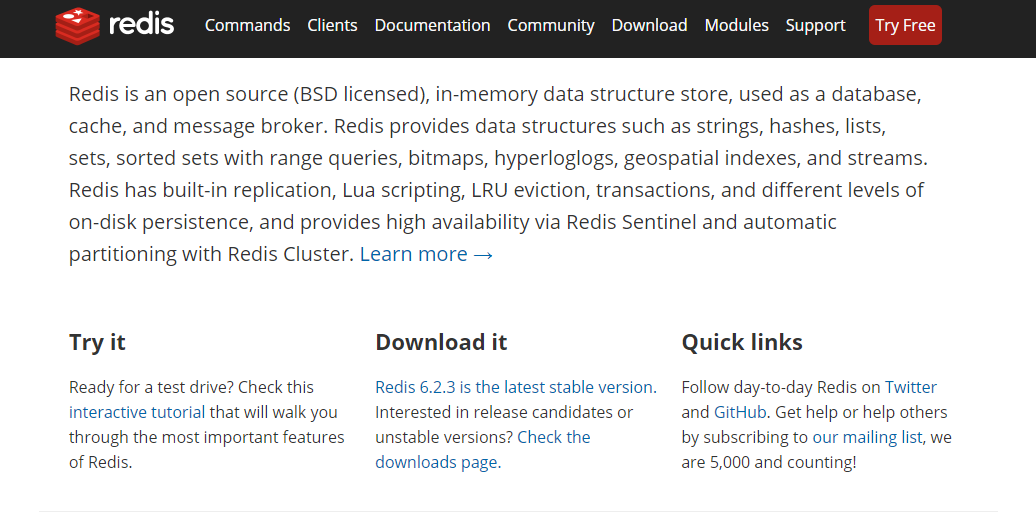 redis Commands Clients Documentation Community Download Modules Support Try Free
Redis is an open source (BSD licensed), in-memory data structure store, used as a database,
cache, and message broker. Redis provides data structures such as strings, hashes, lists,
sets, sorted sets with range queries, bitmaps, hyperloglogs, geospatial indexes, and streams.
Redis has built-in replication, Lua scripting, LRU eviction, transactions, and different levels of
on-disk persistence, and provides high availability via Redis Sentinel and automatic
partitioning with Redis Cluster. Learn more →
Try it
Ready for a test drive? Check this
interactive tutorial that will walk you
through the most important features
of Redis.
Download it
Redis 6.2.3 is the latest stable version.
Interested in release candidates or
unstable versions? Check the
downloads page.
Quick links
Follow day-to-day Redis on Twitter
and GitHub. Get help or help others
by subscribing to our mailing list, we
are 5,000 and counting!